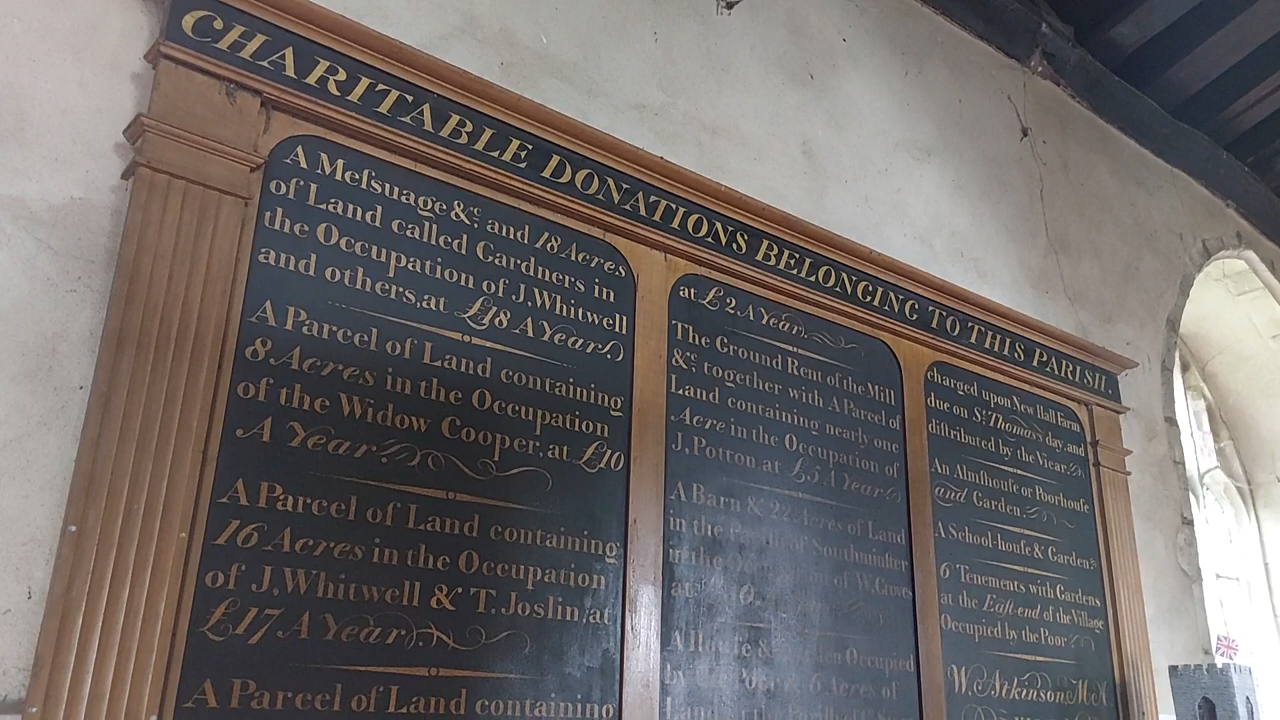 CHARITABLE DONATIONS BELONGING TO THIS PARISH.
A Meſsuage &c. and 18 Acres
of Land called Gardners in
the Occupation of J. Whitwell
and others, at £18 A Year.
A Parcel of Land containing
8 Acres in the Occupation
of the Widow Cooper, at £10
A Year.
A Parcel of Land containing
16 Acres in the Occupation
of J. Whitwell & T. Joslin, at
£17 A Year
A Parcel of Land containing
at £2 A Year.
The Ground Rent of the Mill
&c. together with A Parcel of
Land containing nearly one
Acre in the Occupation of
J, Potton, at £5 A Year
A Barn & 22 Acres of Land
in the Pariſh of Southminſter
in the of W. Groves
at
A Houſe & Occupied
by the 6 Acres of
charged upon New Hall Farm
due on St. Thomas's day, and
diſtributed by the Vicar.
An Almſhouſe or Poorhouſe
and Garden.
A School-houſe & Garden.
6 Tenements with Gardens
at the Eaſt-end of the Village
Occupied by the Poor
W. Atkinson, M.A